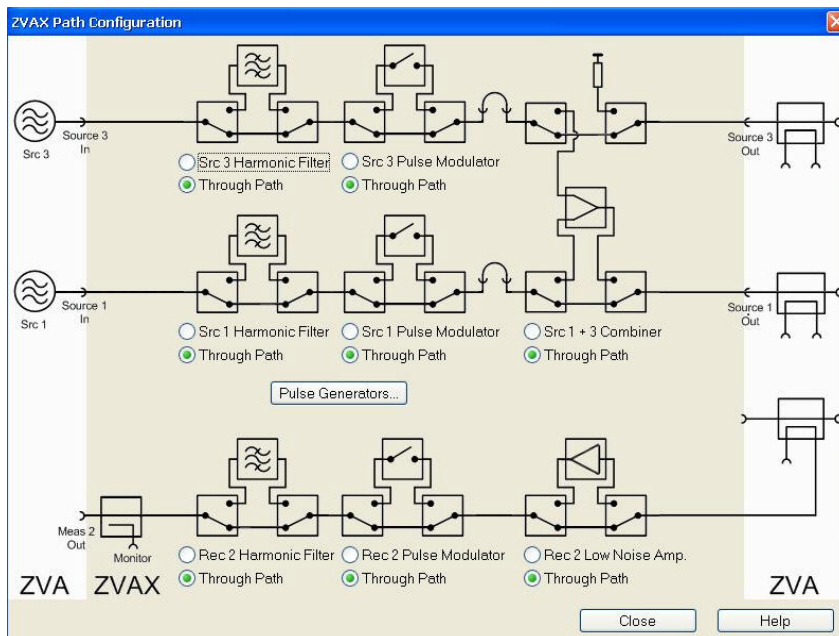 ZVAX Path Configuration
Src 3
Source 3
In
Src 3 Harmonic Filter
Through Path
Src 3 Pulse Modulator
Through Path
Source 3
Out
Src 1
Source 1
In
Src 1 Harmonic Filter
Through Path
Src 1 Pulse Modulator
Through Path
Src 1 + 3 Combiner
Through Path
Source 1
Out
Pulse Generators...
Meas 2
Out
Monitor
Rec 2 Harmonic Filter
Through Path
Rec 2 Pulse Modulator
Through Path
Rec 2 Low Noise Amp.
Through Path
ZVA
ZVAX
ZVA
Close
Help